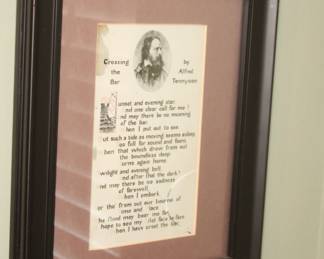 Crossing
the
Bar
by
Alfred
Tennyson
unset and evening star,
nd one clear call for me!
nd may there be no moaning
of the bar,
hen I put out to sea.
ut such a tide as moving seems asleep,
oo full for sound and foam,
hen that which drew from out
the boundless deep
urns again home.
wilight and evening bell,
nd after that the dark!
nd may there be no sadness
of farewell,
hen I embark;
or tho' from out our bourne of
ime and lace
he flood may bear me far,
hope to see my ilot face to face
hen I have crost the bar.